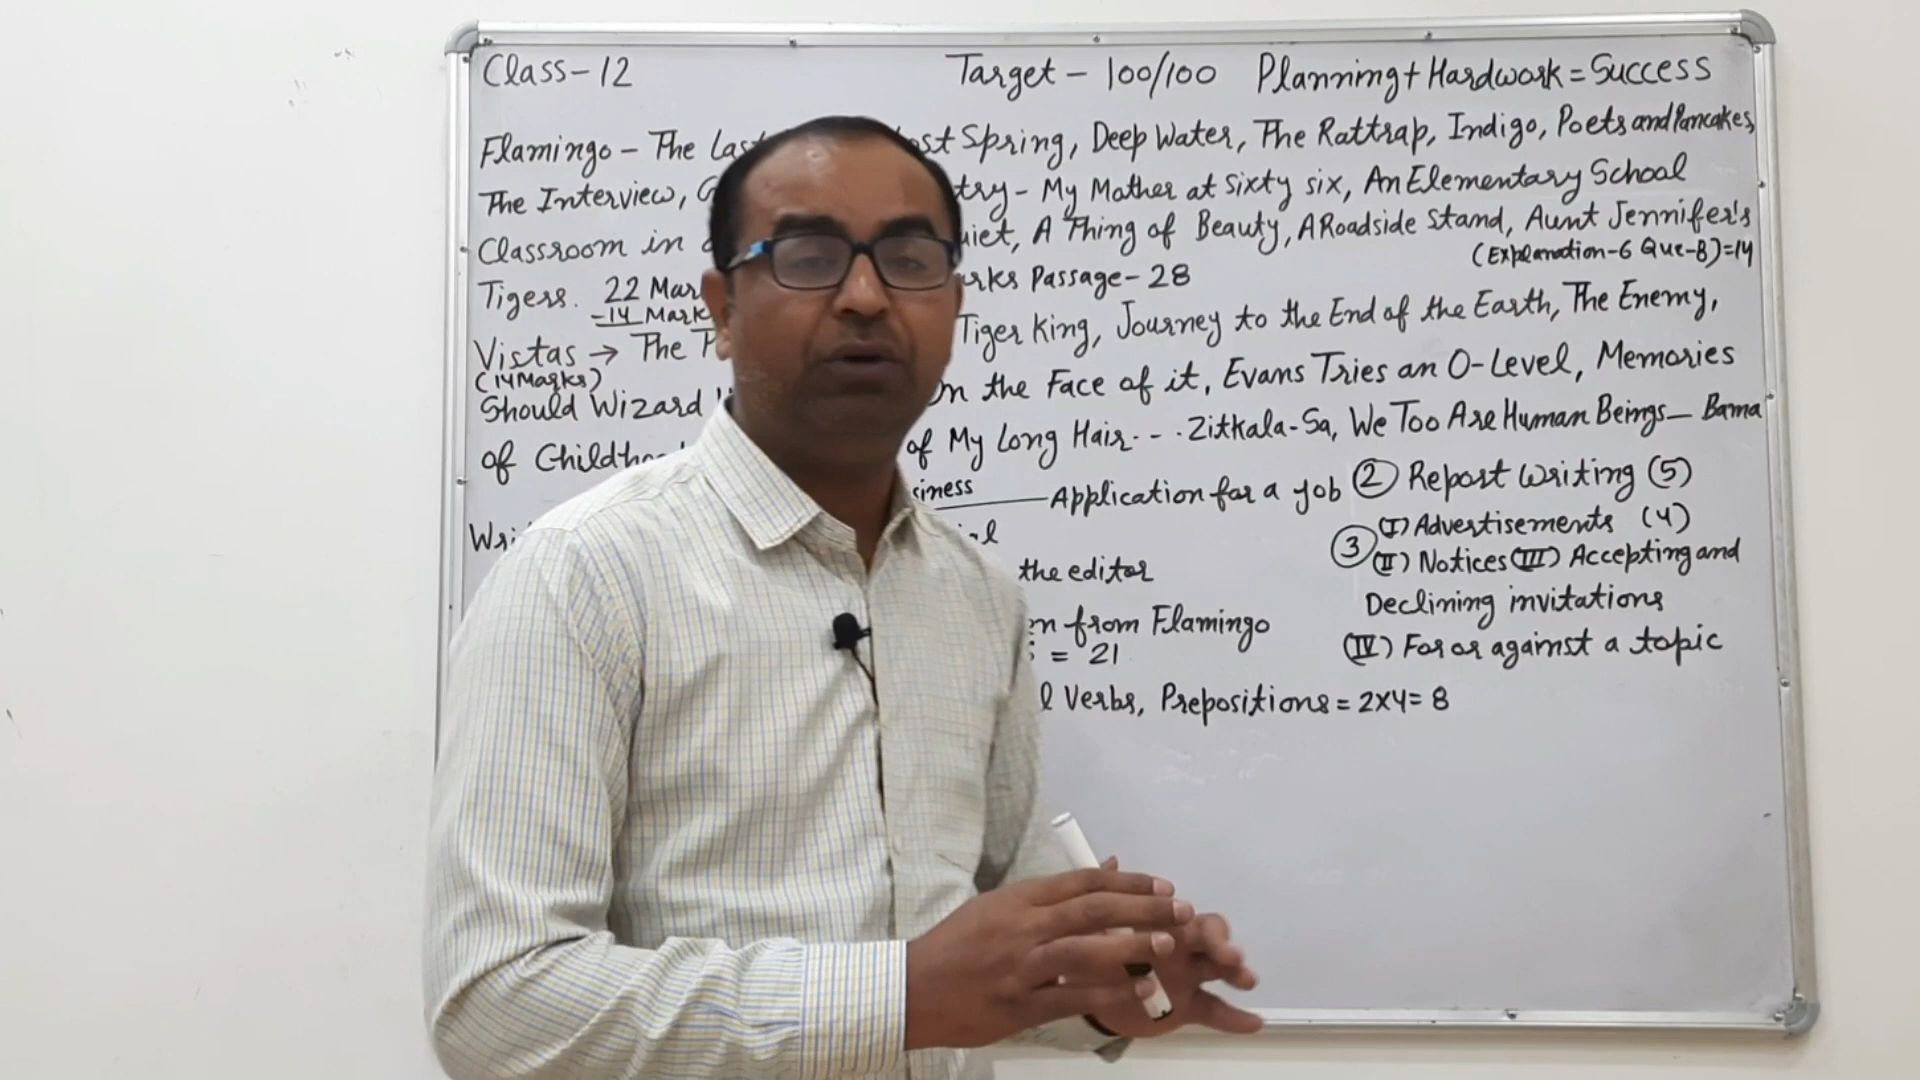 Class-12 Target - 100/100 Planning + Hardwork = Success
Flamingo - The Las Spring, Deep Water, The Rattrap, Indigo, Poets and Pancakes,
The Interview, - My Mother at Sixty six, An Elementary School
Classroom in a A Thing of Beauty, A Roadside Stand, Aunt Jennifer's
(Explanation-6 Que-8)=14
Tigers. 22 Mar Passage - 28
-14 Mark
Vistas → The Tiger King, Journey to the End of the Earth, The Enemy,
(14 Marks)
Should Wizard On the Face of it, Evans Tries an O-Level, Memories
of Childho of My Long Hair - - . Zitkala-Sa, We Too Are Human Beings - Bama
siness Application for a job ② Report Writing (5)
Wri
③ (I) Advertisements (4)
the editor (II) Notices (III) Accepting and
Declining invitations
from Flamingo (IV) For or against a topic
= 21
l Verbs, Prepositions = 2x4 = 8